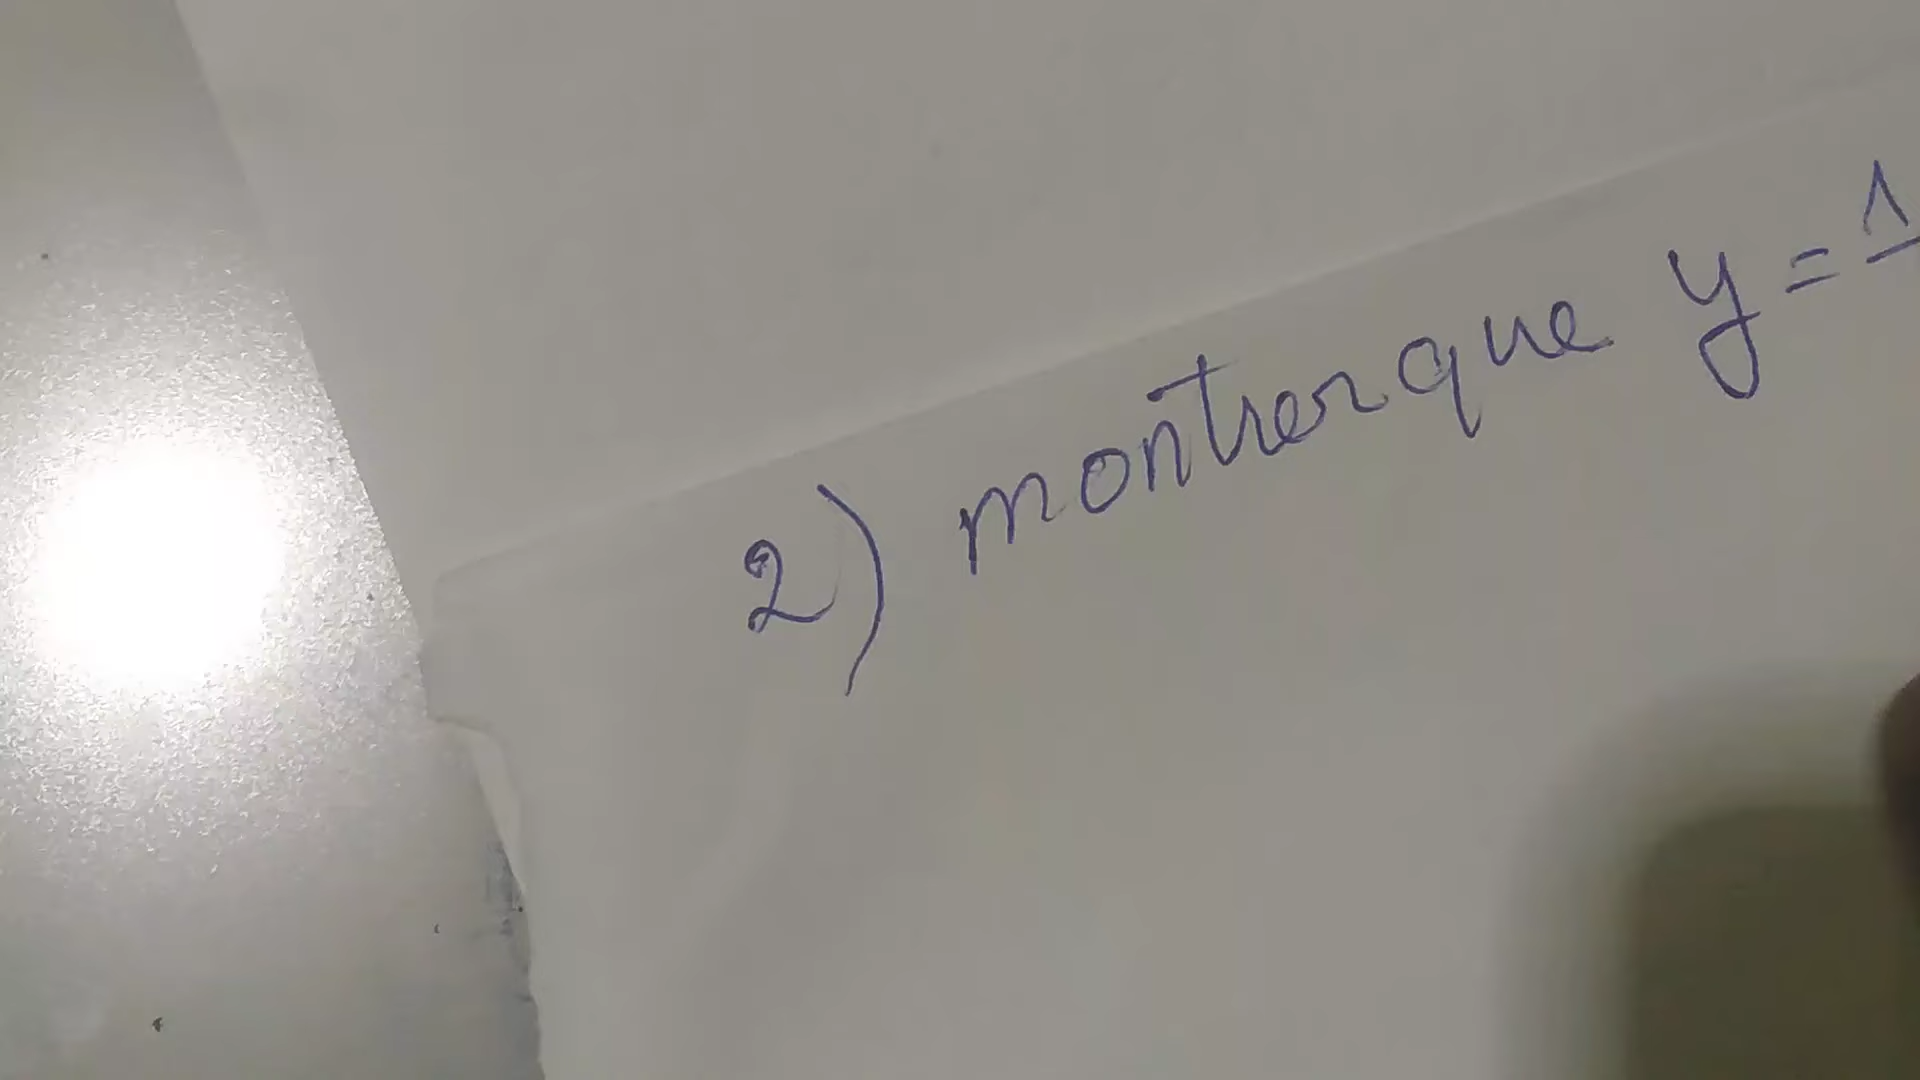 2) montrer que y = 1